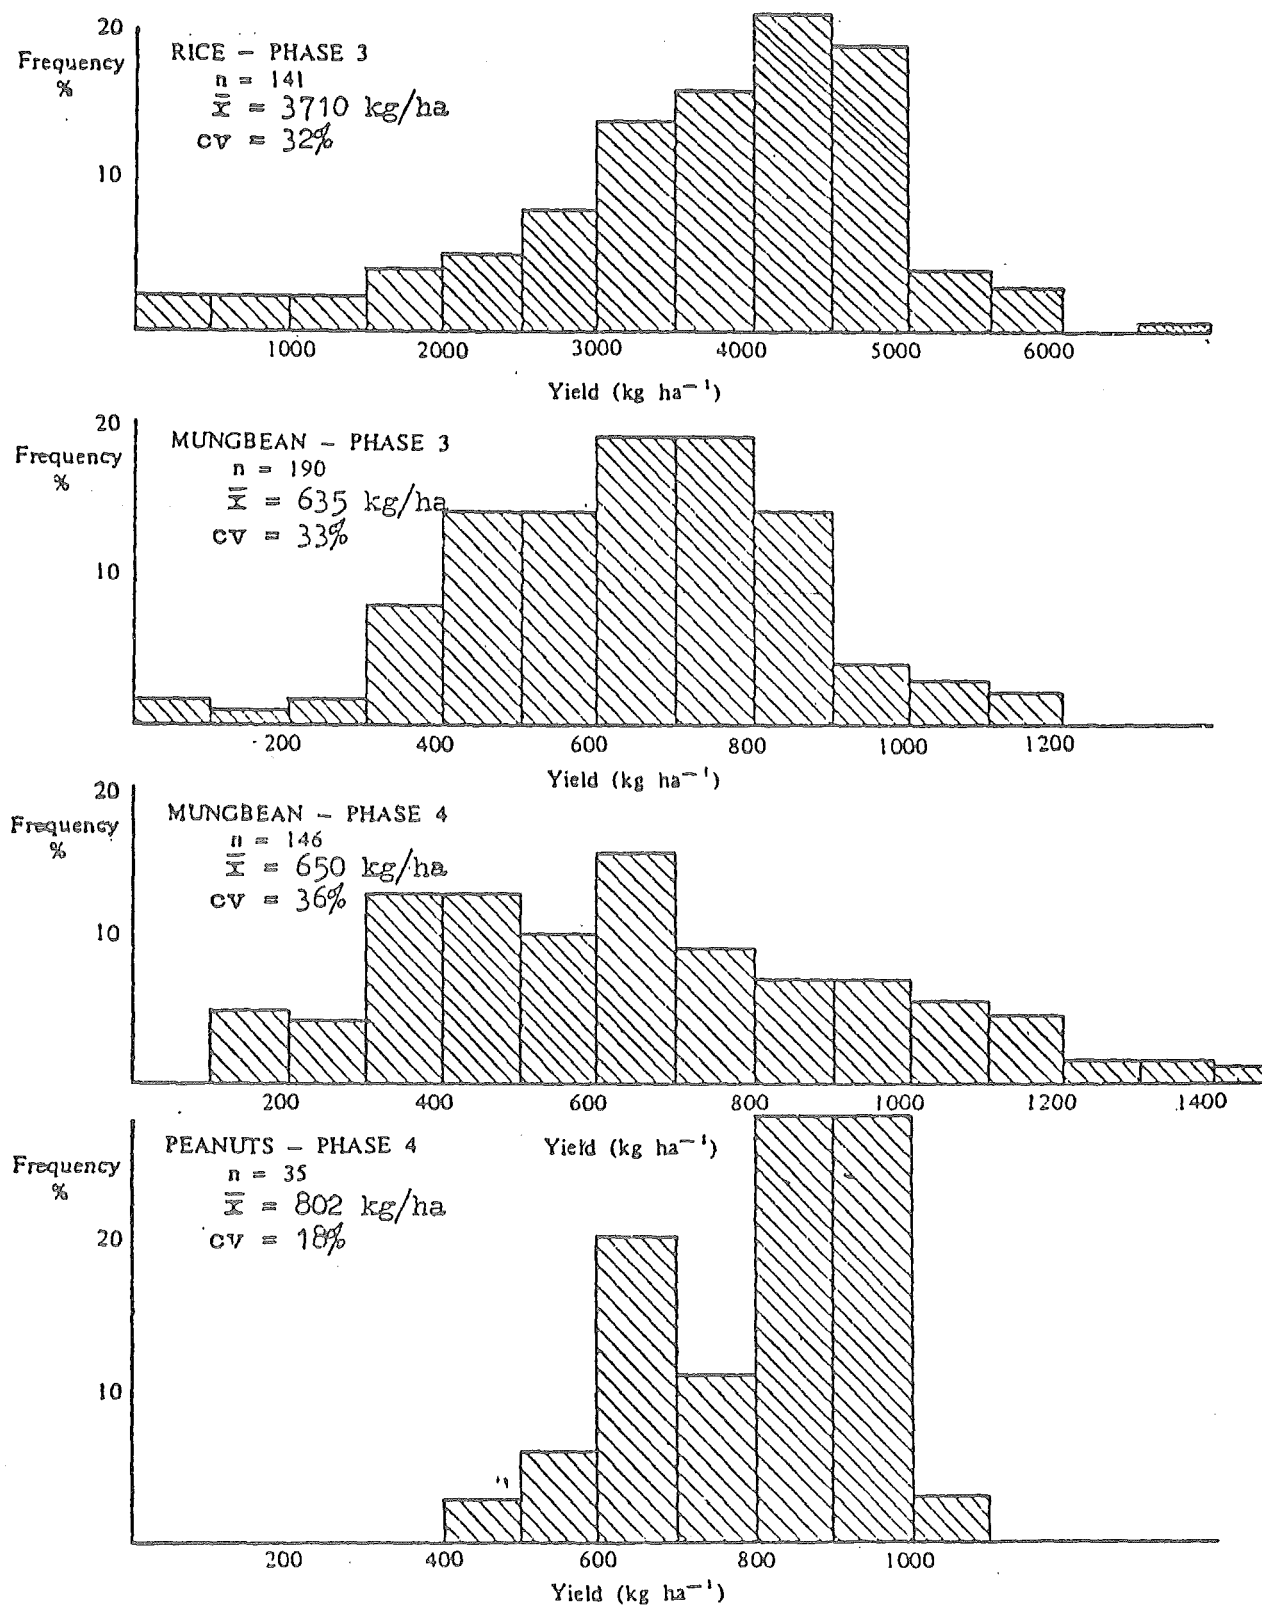 20
Frequency
%
RICE — PHASE 3
n = 141
x̄ = 3710 kg/ha
cv = 32%
10
1000 2000 3000 4000 5000 6000
Yield (kg ha⁻¹)
20
Frequency
%
MUNGBEAN — PHASE 3
n = 190
x̄ = 635 kg/ha
cv = 33%
10
200 400 600 800 1000 1200
Yield (kg ha⁻¹)
20
Frequency
%
MUNGBEAN — PHASE 4
n = 146
x̄ = 650 kg/ha
cv = 36%
10
200 400 600 800 1000 1200 1400
Yield (kg ha⁻¹)
Frequency
%
PEANUTS — PHASE 4
n = 35
x̄ = 802 kg/ha
cv = 18%
20
10
200 400 600 800 1000
Yield (kg ha⁻¹)